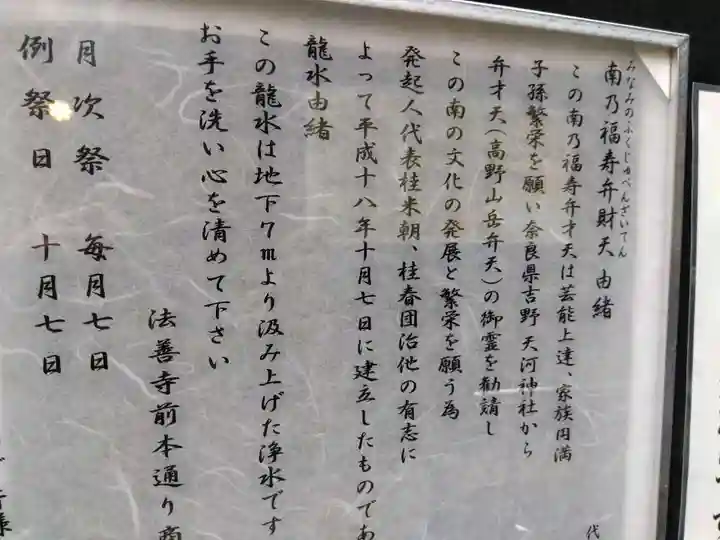 みなみのふくじゅべんざいてん
南乃福寿弁財天 由緒
この南乃福寿弁才天は芸能上達、家族円満
子孫繁栄を願い奈良県吉野 天河神社から
弁才天(高野山岳弁天)の御霊を勧請し
この南の文化の発展と繁栄を願う為
発起人代表桂米朝、桂春団治他の有志に
よって平成十八年十月七日に建立したものであ
龍水由緒
この龍水は地下7mより汲み上げた浄水です
お手を洗い心を清めて下さい
法善寺前本通り商
月次祭 毎月七日
例祭日 十月七日
代